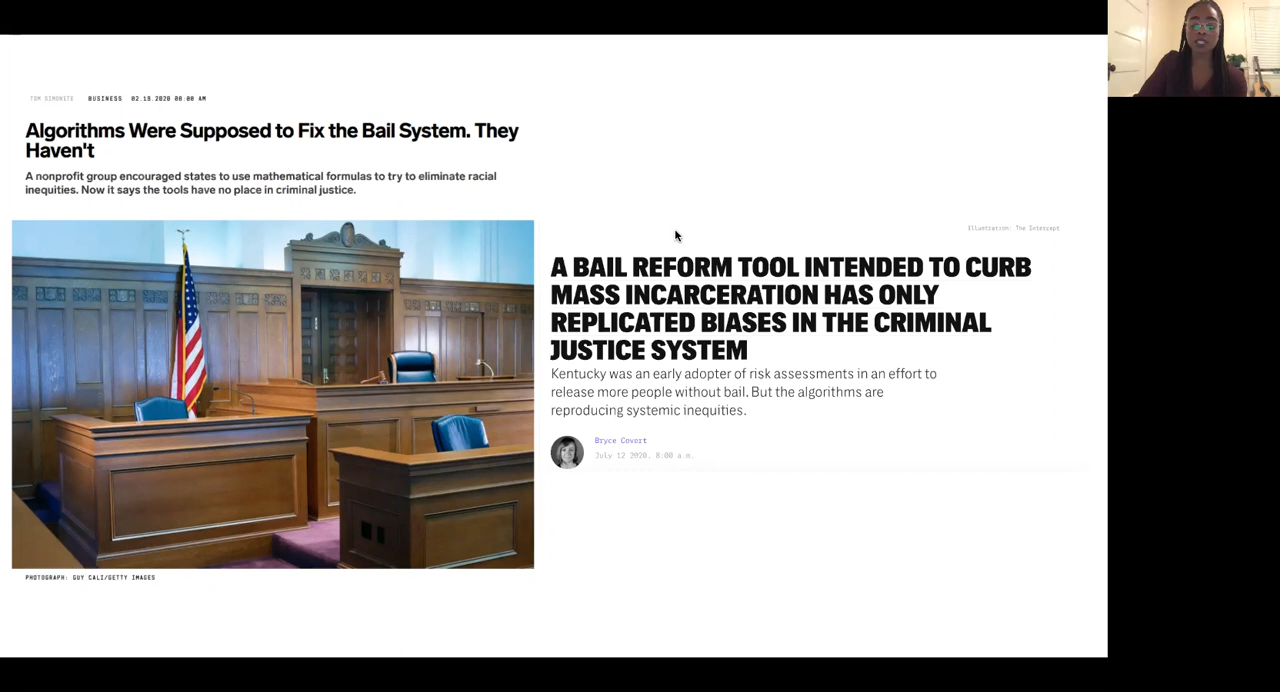 TOM SIMONITE BUSINESS 02.19.2020 08:00 AM
Algorithms Were Supposed to Fix the Bail System. They
Haven't
A nonprofit group encouraged states to use mathematical formulas to try to eliminate racial
inequities. Now it says the tools have no place in criminal justice.
PHOTOGRAPH: GUY CALI/GETTY IMAGES
Illustration: The Intercept
A BAIL REFORM TOOL INTENDED TO CURB
MASS INCARCERATION HAS ONLY
REPLICATED BIASES IN THE CRIMINAL
JUSTICE SYSTEM
Kentucky was an early adopter of risk assessments in an effort to
release more people without bail. But the algorithms are
reproducing systemic inequities.
Bryce Covert
July 12 2020, 8:00 a.m.